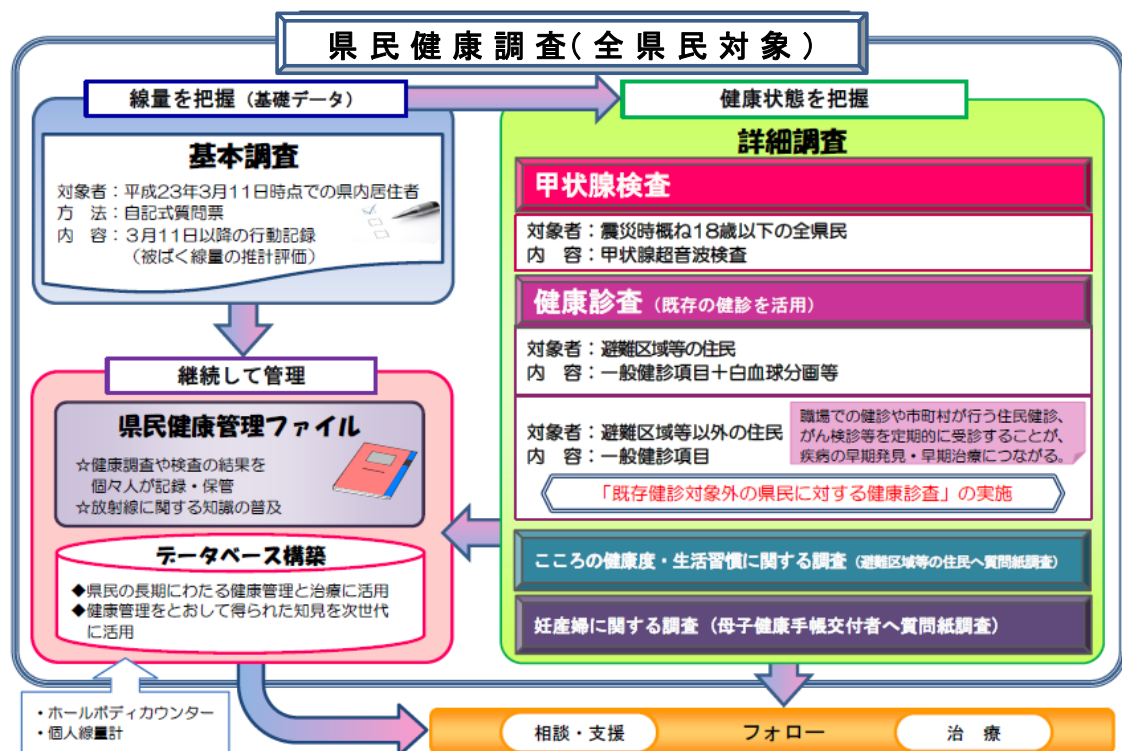 県民健康調査(全県民対象)
線量を把握(基礎データ)
基本調査
対象者:平成23年3月11日時点での県内居住者
方 法:自記式質問票
内 容:3月11日以降の行動記録
(被ばく線量の推計評価)
継続して管理
県民健康管理ファイル
☆健康調査や検査の結果を
個々人が記録・保管
☆放射線に関する知識の普及
データベース構築
◆県民の長期にわたる健康管理と治療に活用
◆健康管理をとおして得られた知見を次世代
に活用
・ホールボディカウンター
・個人線量計
健康状態を把握
詳細調査
甲状腺検査
対象者:震災時概ね18歳以下の全県民
内 容:甲状腺超音波検査
健康診査(既存の健診を活用)
対象者:避難区域等の住民
内 容:一般健診項目+白血球分画等
対象者:避難区域等以外の住民
内 容:一般健診項目
職場での健診や市町村が行う住民健診、
がん検診等を定期的に受診することが、
疾病の早期発見・早期治療につながる。
「既存健診対象外の県民に対する健康診査」の実施
こころの健康度・生活習慣に関する調査(避難区域等の住民へ質問紙調査)
妊産婦に関する調査(母子健康手帳交付者へ質問紙調査)
相談・支援 フォロー 治 療